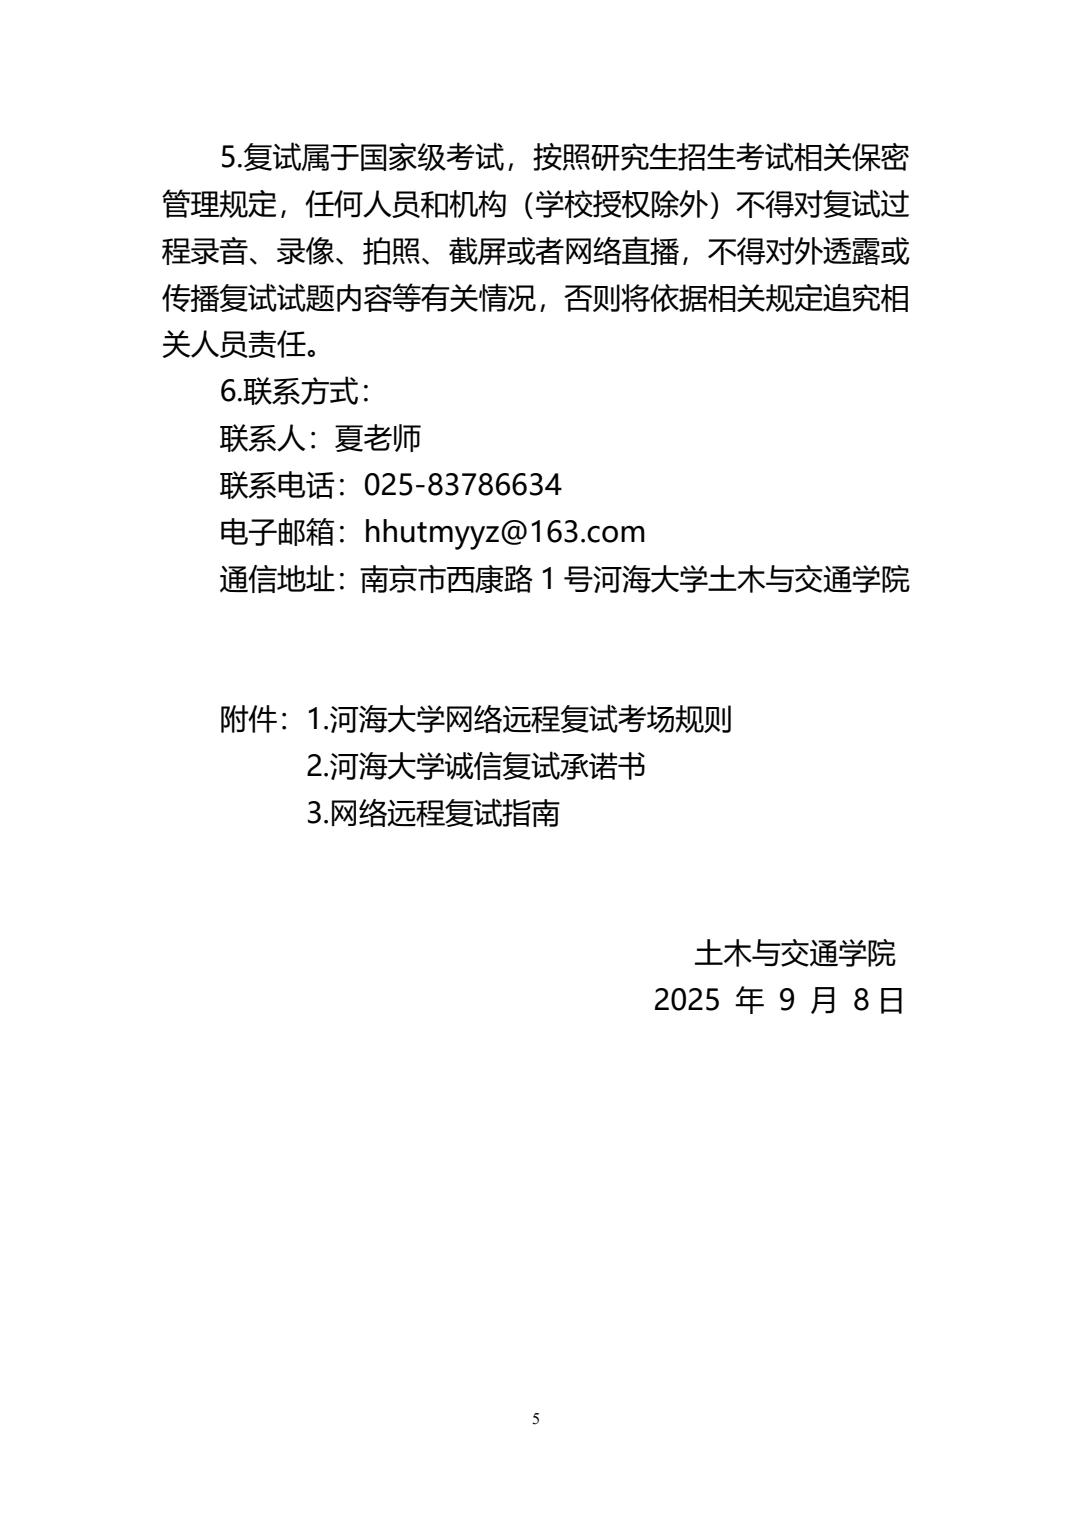 5.复试属于国家级考试，按照研究生招生考试相关保密
管理规定，任何人员和机构（学校授权除外）不得对复试过
程录音、录像、拍照、截屏或者网络直播，不得对外透露或
传播复试试题内容等有关情况，否则将依据相关规定追究相
关人员责任。
6.联系方式：
联系人：夏老师
联系电话：025-83786634
电子邮箱：hhutmyyz@163.com
通信地址：南京市西康路 1 号河海大学土木与交通学院
附件：1.河海大学网络远程复试考场规则
2.河海大学诚信复试承诺书
3.网络远程复试指南
土木与交通学院
2025 年 9 月 8 日
5